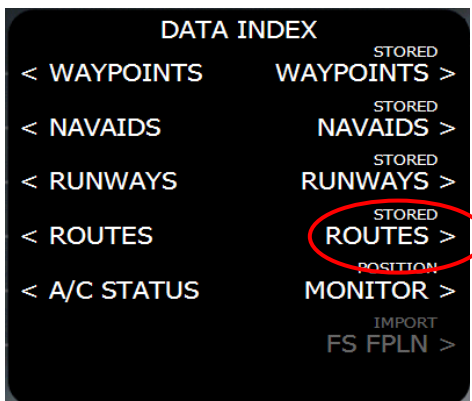 DATA INDEX
STORED
< WAYPOINTS WAYPOINTS >
STORED
< NAVAIDS NAVAIDS >
STORED
< RUNWAYS RUNWAYS >
STORED
< ROUTES ROUTES >
POSITION
< A/C STATUS MONITOR >
IMPORT
FS FPLN >